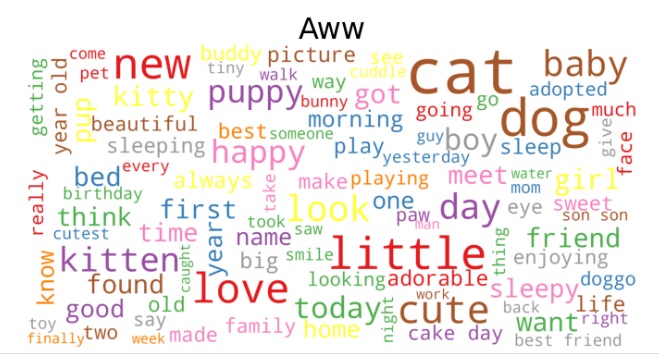 Aww
come
pet
new
buddy
tiny
picture
walk
see
cuddle
cat
baby
getting
year old
pup
kitty
puppy
bunny
way
got
going
go
dog
adopted
much
beautiful
best
someone
morning
guy
boy
sleep
give
face
sleeping
happy
play
yesterday
every
bed
always
take
make
playing
meet
water
mom
girl
really
birthday
first
look
one
paw
man
day
eye
sweet
son son
think
cutest
time
year
took
name
saw
little
thing
friend
know
kitten
caught
big
smile
enjoying
found
love
looking
adorable
work
sleepy
doggo
good
old
today
night
cute
back
life
toy
say
want
right
finally
two
week
made
family
home
cake day
best friend